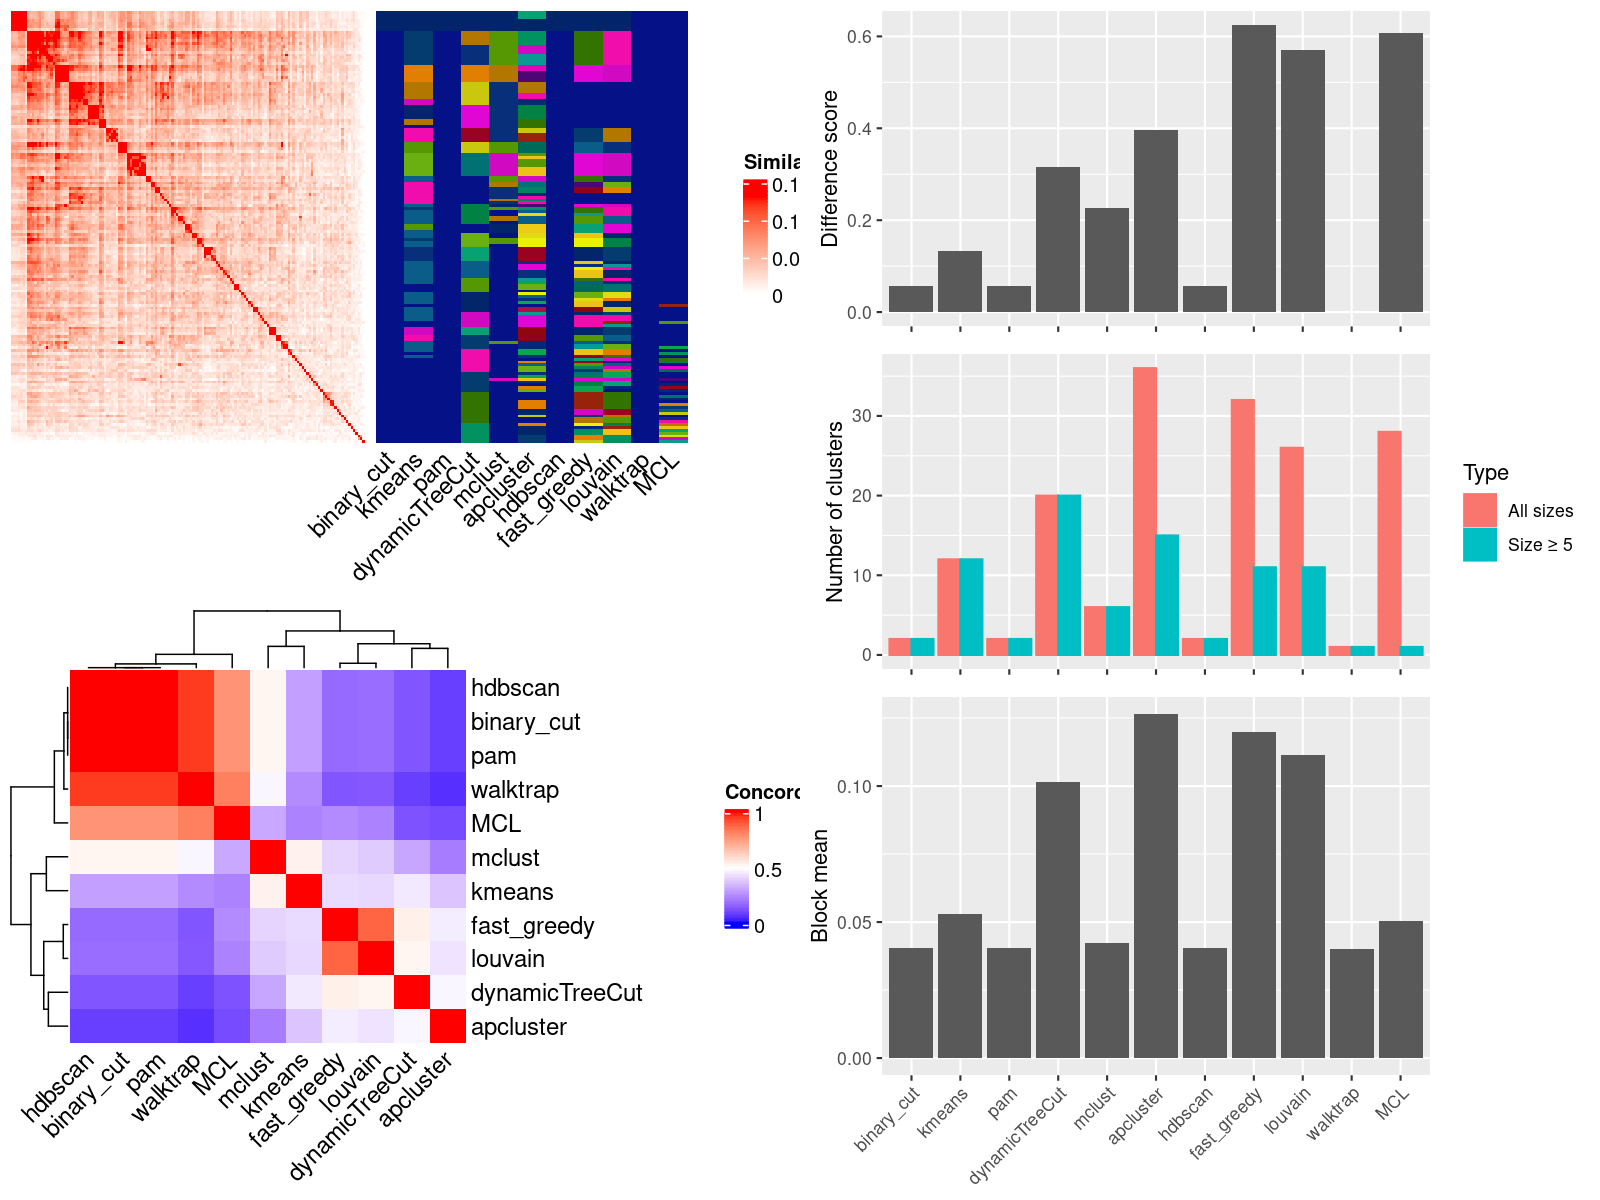 Simila
0.1
0.1
0.0
0
binary_cut
kmeans
pam
dynamicTreeCut
mclust
apcluster
hdbscan
fast_greedy
louvain
walktrap
MCL
hdbscan
binary_cut
pam
walktrap
MCL
mclust
kmeans
fast_greedy
louvain
dynamicTreeCut
apcluster
hdbscan
binary_cut
pam
walktrap
MCL
mclust
kmeans
fast_greedy
louvain
dynamicTreeCut
apcluster
Concord
1
0.5
0
Difference score
0.6
0.4
0.2
0.0
Number of clusters
30
20
10
0
Type
All sizes
Size ≥ 5
Block mean
0.10
0.05
0.00
binary_cut
kmeans
pam
dynamicTreeCut
mclust
apcluster
hdbscan
fast_greedy
louvain
walktrap
MCL